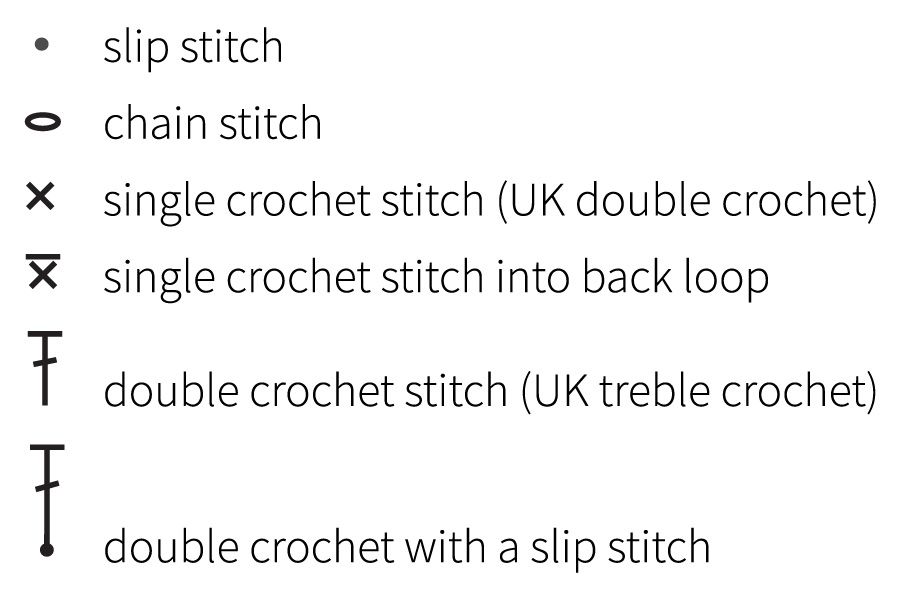 slip stitch
chain stitch
single crochet stitch (UK double crochet)
single crochet stitch into back loop
double crochet stitch (UK treble crochet)
double crochet with a slip stitch